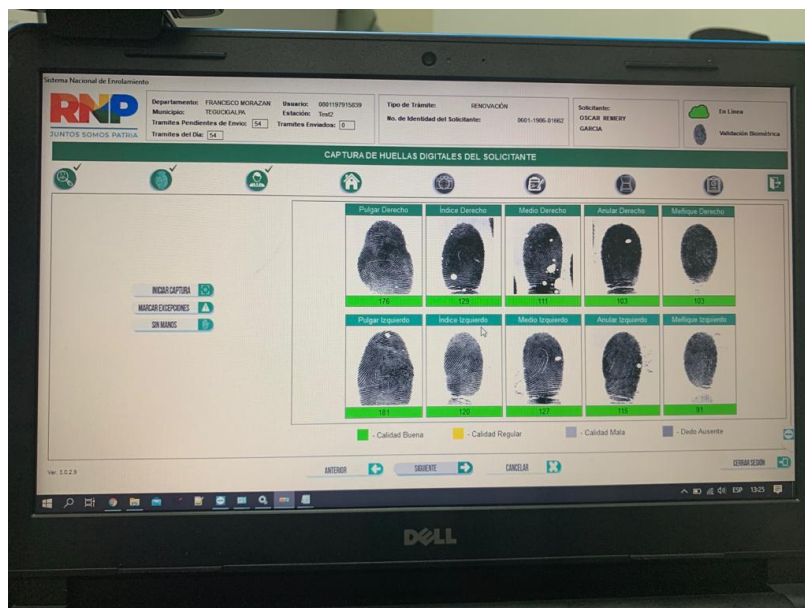 Sistema Nacional de Enrolamiento
RNP
JUNTOS SOMOS PATRIA
Departamento: FRANCISCO MORAZAN
Municipio: TEGUCIGALPA
Tramites Pendientes de Envio: 54
Tramites del Dia: 54
Usuario: 0801197915839
Estación: Test2
Tramites Enviados: 0
Tipo de Trámite: RENOVACIÓN
No. de Identidad del Solicitante: 0601-1986-01662
Solicitante:
OSCAR REMERY
GARCIA
En Linea
Validación Biométrica
CAPTURA DE HUELLAS DIGITALES DEL SOLICITANTE
INICIAR CAPTURA
MARCAR EXCEPCIONES
SIN MANOS
Pulgar Derecho
Índice Derecho
Medio Derecho
Anular Derecho
Meñique Derecho
176
129
111
103
103
Pulgar Izquierdo
Índice Izquierdo
Medio Izquierdo
Anular Izquierdo
Meñique Izquierdo
181
120
127
115
91
- Calidad Buena
- Calidad Regular
- Calidad Mala
- Dedo Ausente
Ver. 3.0.2.9
ANTERIOR
SIGUIENTE
CANCELAR
CERRAR SESIÓN
ESP 13:25
DELL